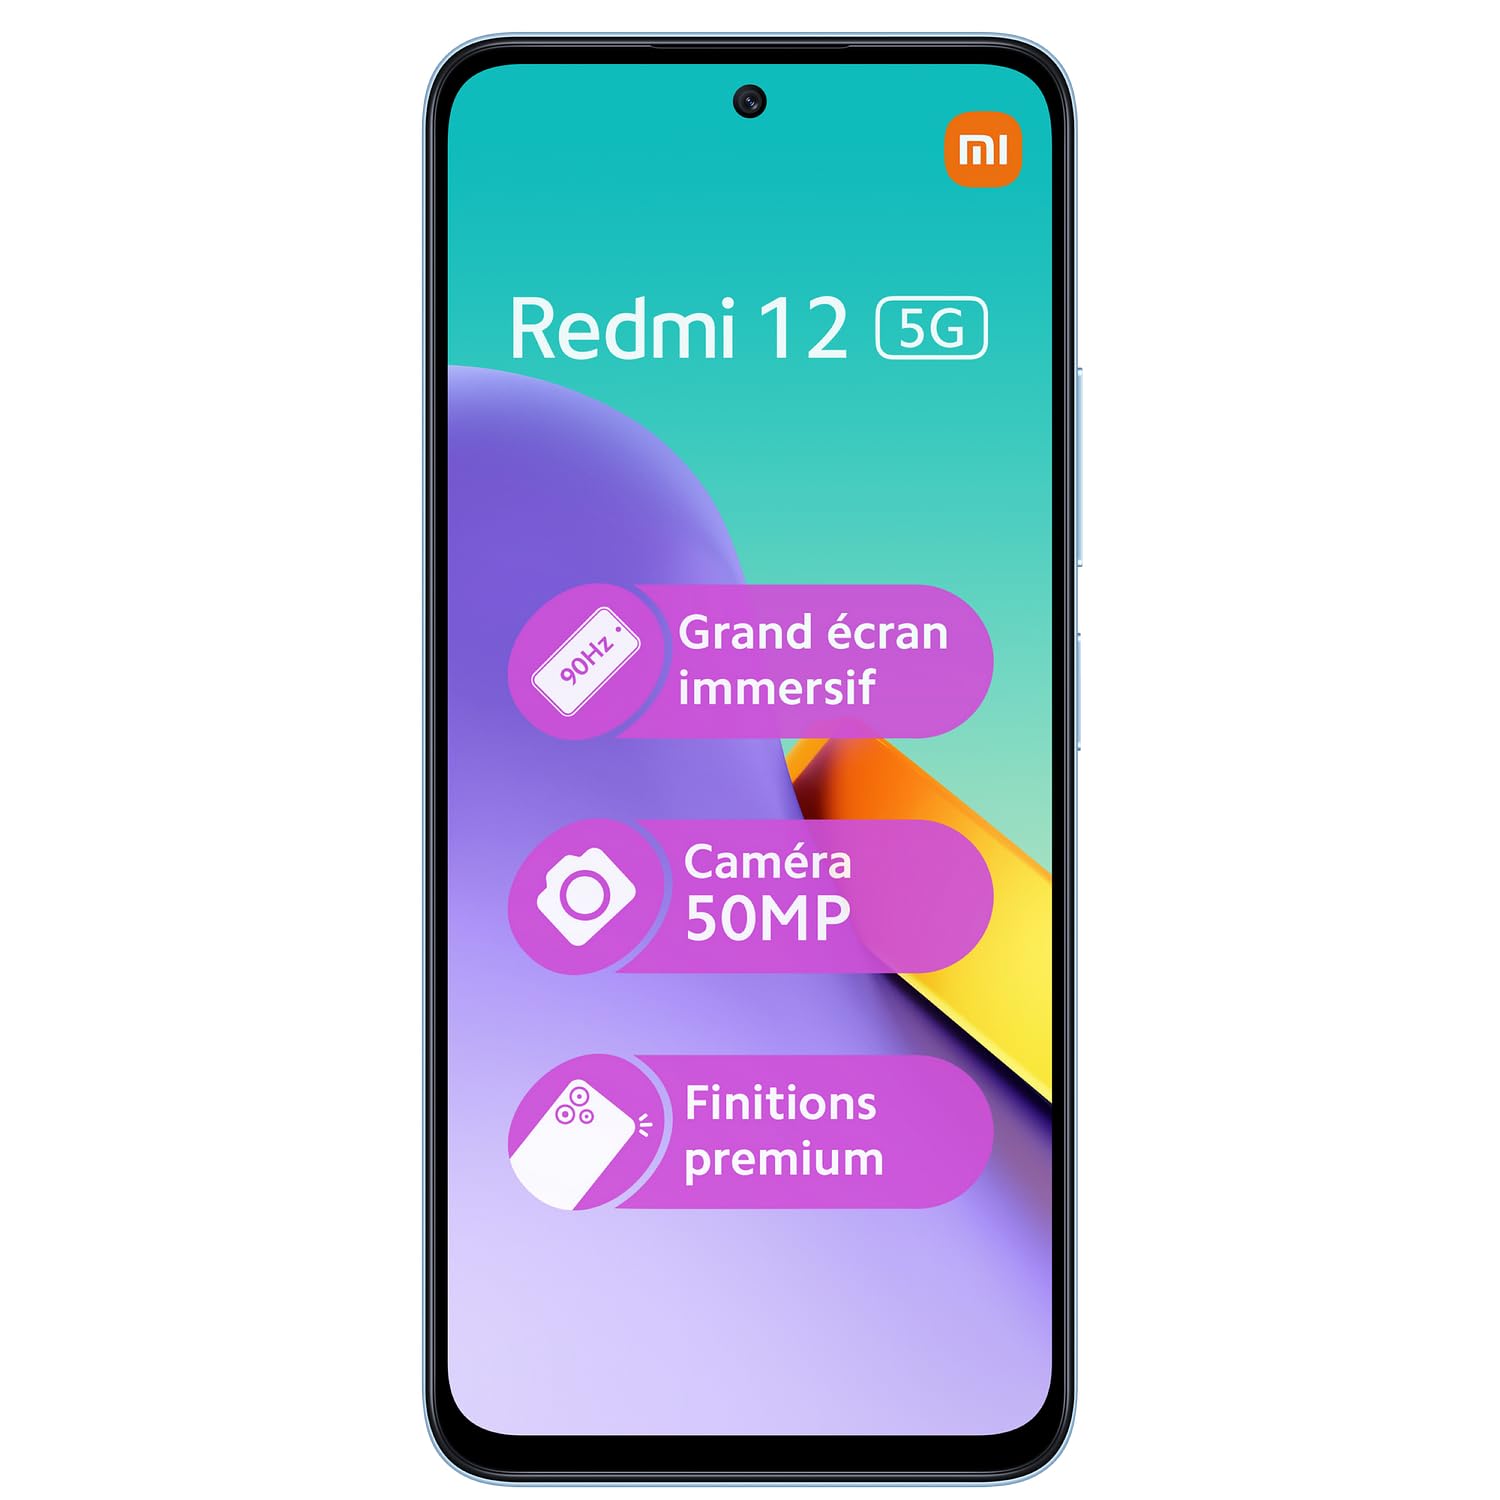 mi
Redmi 12 5G
90Hz
Grand écran
immersif
Caméra
50MP
Finitions
premium